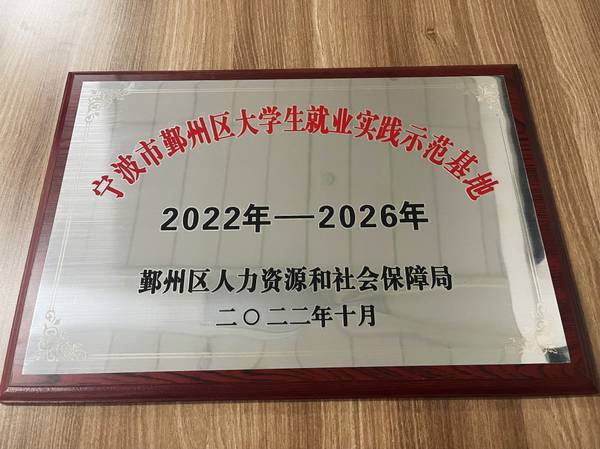 宁波市鄞州区大学生就业实践示范基地
2022年—2026年
鄞州区人力资源和社会保障局
二〇二二年十月